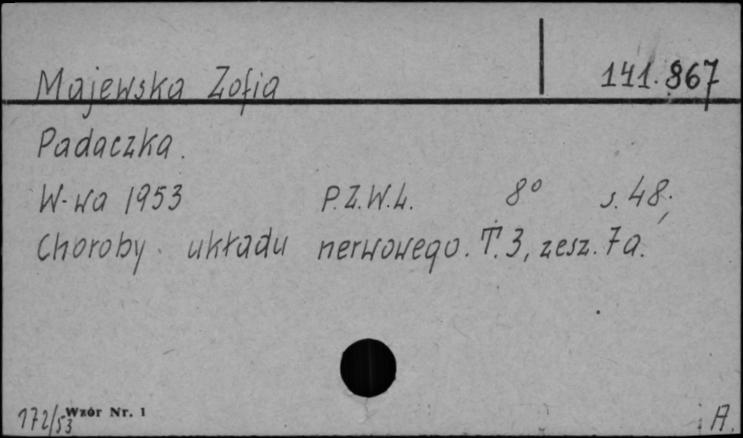 Majewska Zofia 141.867
Padaczka.
W-wa 1953 P.Z.W.L. 8° s. 48.
Choroby układu nerwowego. T. 3, zesz. 7a.
172/53 Wzór Nr. 1 A.